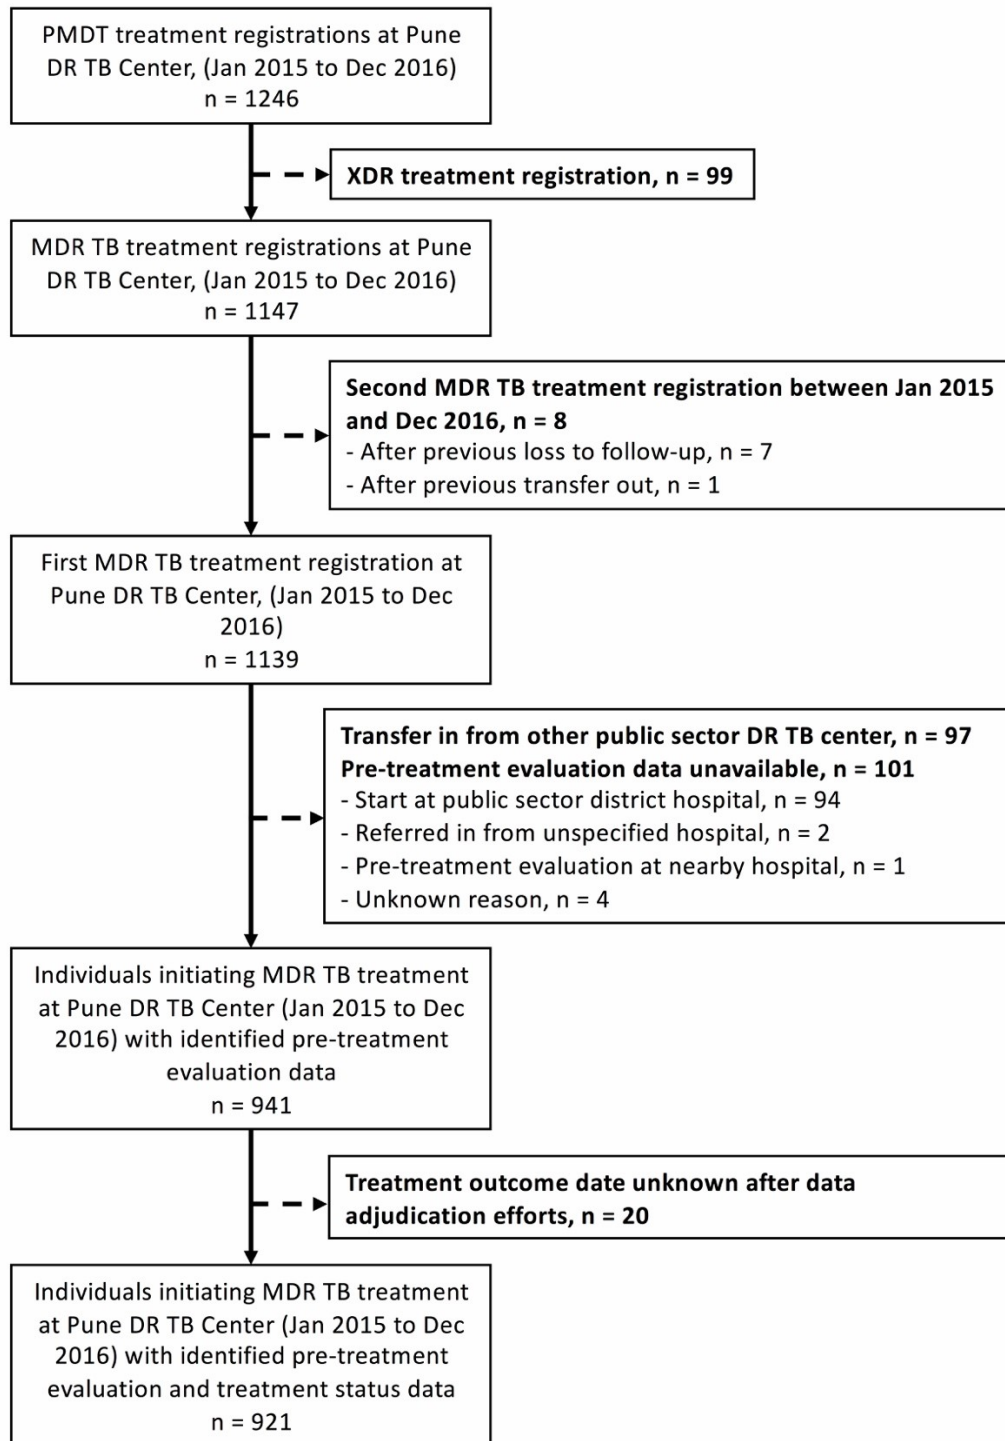 PMDT treatment registrations at Pune
DR TB Center, (Jan 2015 to Dec 2016)
n = 1246
XDR treatment registration, n = 99
MDR TB treatment registrations at Pune
DR TB Center, (Jan 2015 to Dec 2016)
n = 1147
Second MDR TB treatment registration between Jan 2015
and Dec 2016, n = 8
- After previous loss to follow-up, n = 7
- After previous transfer out, n = 1
First MDR TB treatment registration at
Pune DR TB Center, (Jan 2015 to Dec
2016)
n = 1139
Transfer in from other public sector DR TB center, n = 97
Pre-treatment evaluation data unavailable, n = 101
- Start at public sector district hospital, n = 94
- Referred in from unspecified hospital, n = 2
- Pre-treatment evaluation at nearby hospital, n = 1
- Unknown reason, n = 4
Individuals initiating MDR TB treatment
at Pune DR TB Center (Jan 2015 to Dec
2016) with identified pre-treatment
evaluation data
n = 941
Treatment outcome date unknown after data
adjudication efforts, n = 20
Individuals initiating MDR TB treatment
at Pune DR TB Center (Jan 2015 to Dec
2016) with identified pre-treatment
evaluation and treatment status data
n = 921